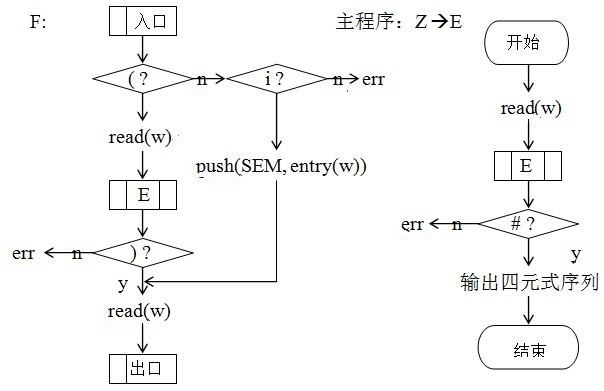 F: 入口 主程序：Z→E
开始
( ? n i ? n err
read(w)
read(w) push(SEM, entry(w))
E E
err n ) ? err n # ?
y y
输出四元式序列
read(w)
出口 结束